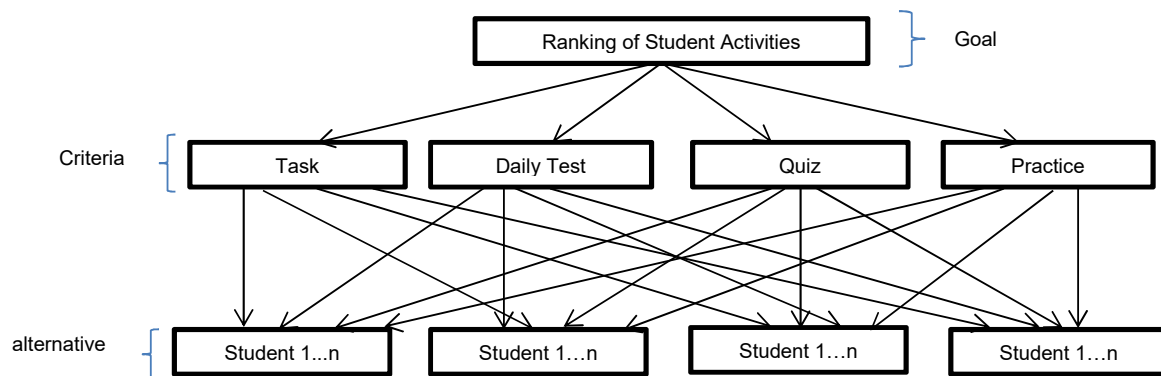 Ranking of Student Activities
Goal
Criteria
Task
Daily Test
Quiz
Practice
alternative
Student 1...n
Student 1…n
Student 1…n
Student 1…n